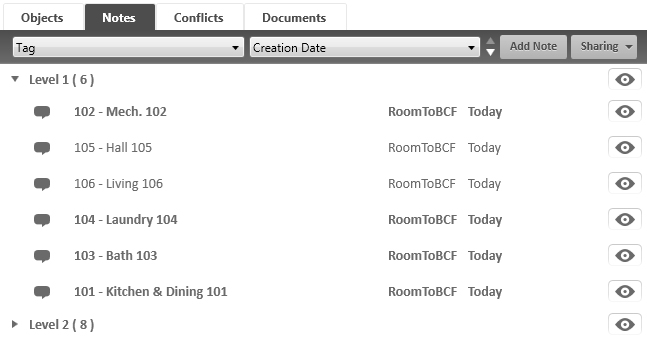 Objects Notes Conflicts Documents
Tag Creation Date Add Note Sharing
Level 1 ( 6 )
102 - Mech. 102 RoomToBCF Today
105 - Hall 105 RoomToBCF Today
106 - Living 106 RoomToBCF Today
104 - Laundry 104 RoomToBCF Today
103 - Bath 103 RoomToBCF Today
101 - Kitchen & Dining 101 RoomToBCF Today
Level 2 ( 8 )